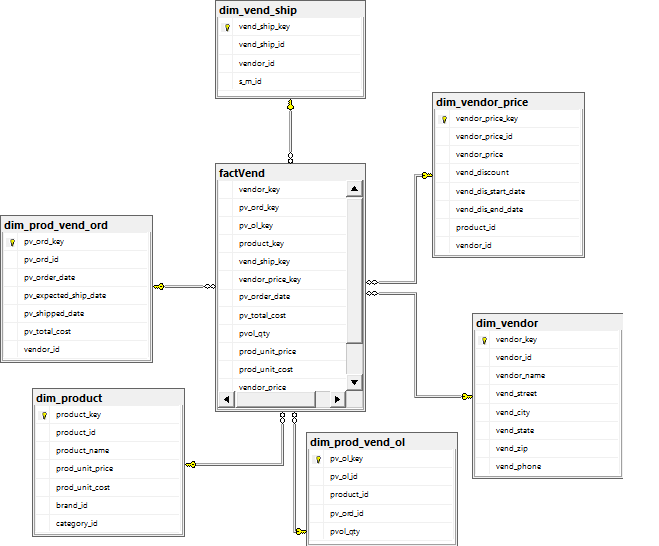 dim_vend_ship
vend_ship_key
vend_ship_id
vendor_id
s_m_id
dim_vendor_price
vendor_price_key
vendor_price_id
vendor_price
vend_discount
vend_dis_start_date
vend_dis_end_date
product_id
vendor_id
factVend
vendor_key
pv_ord_key
pv_ol_key
product_key
vend_ship_key
vendor_price_key
pv_order_date
pv_total_cost
pvol_qty
prod_unit_price
prod_unit_cost
vendor_price
dim_prod_vend_ord
pv_ord_key
pv_ord_id
pv_order_date
pv_expected_ship_date
pv_shipped_date
pv_total_cost
vendor_id
dim_vendor
vendor_key
vendor_id
vendor_name
vend_street
vend_city
vend_state
vend_zip
vend_phone
dim_product
product_key
product_id
product_name
prod_unit_price
prod_unit_cost
brand_id
category_id
dim_prod_vend_ol
pv_ol_key
pv_ol_id
product_id
pv_ord_id
pvol_qty